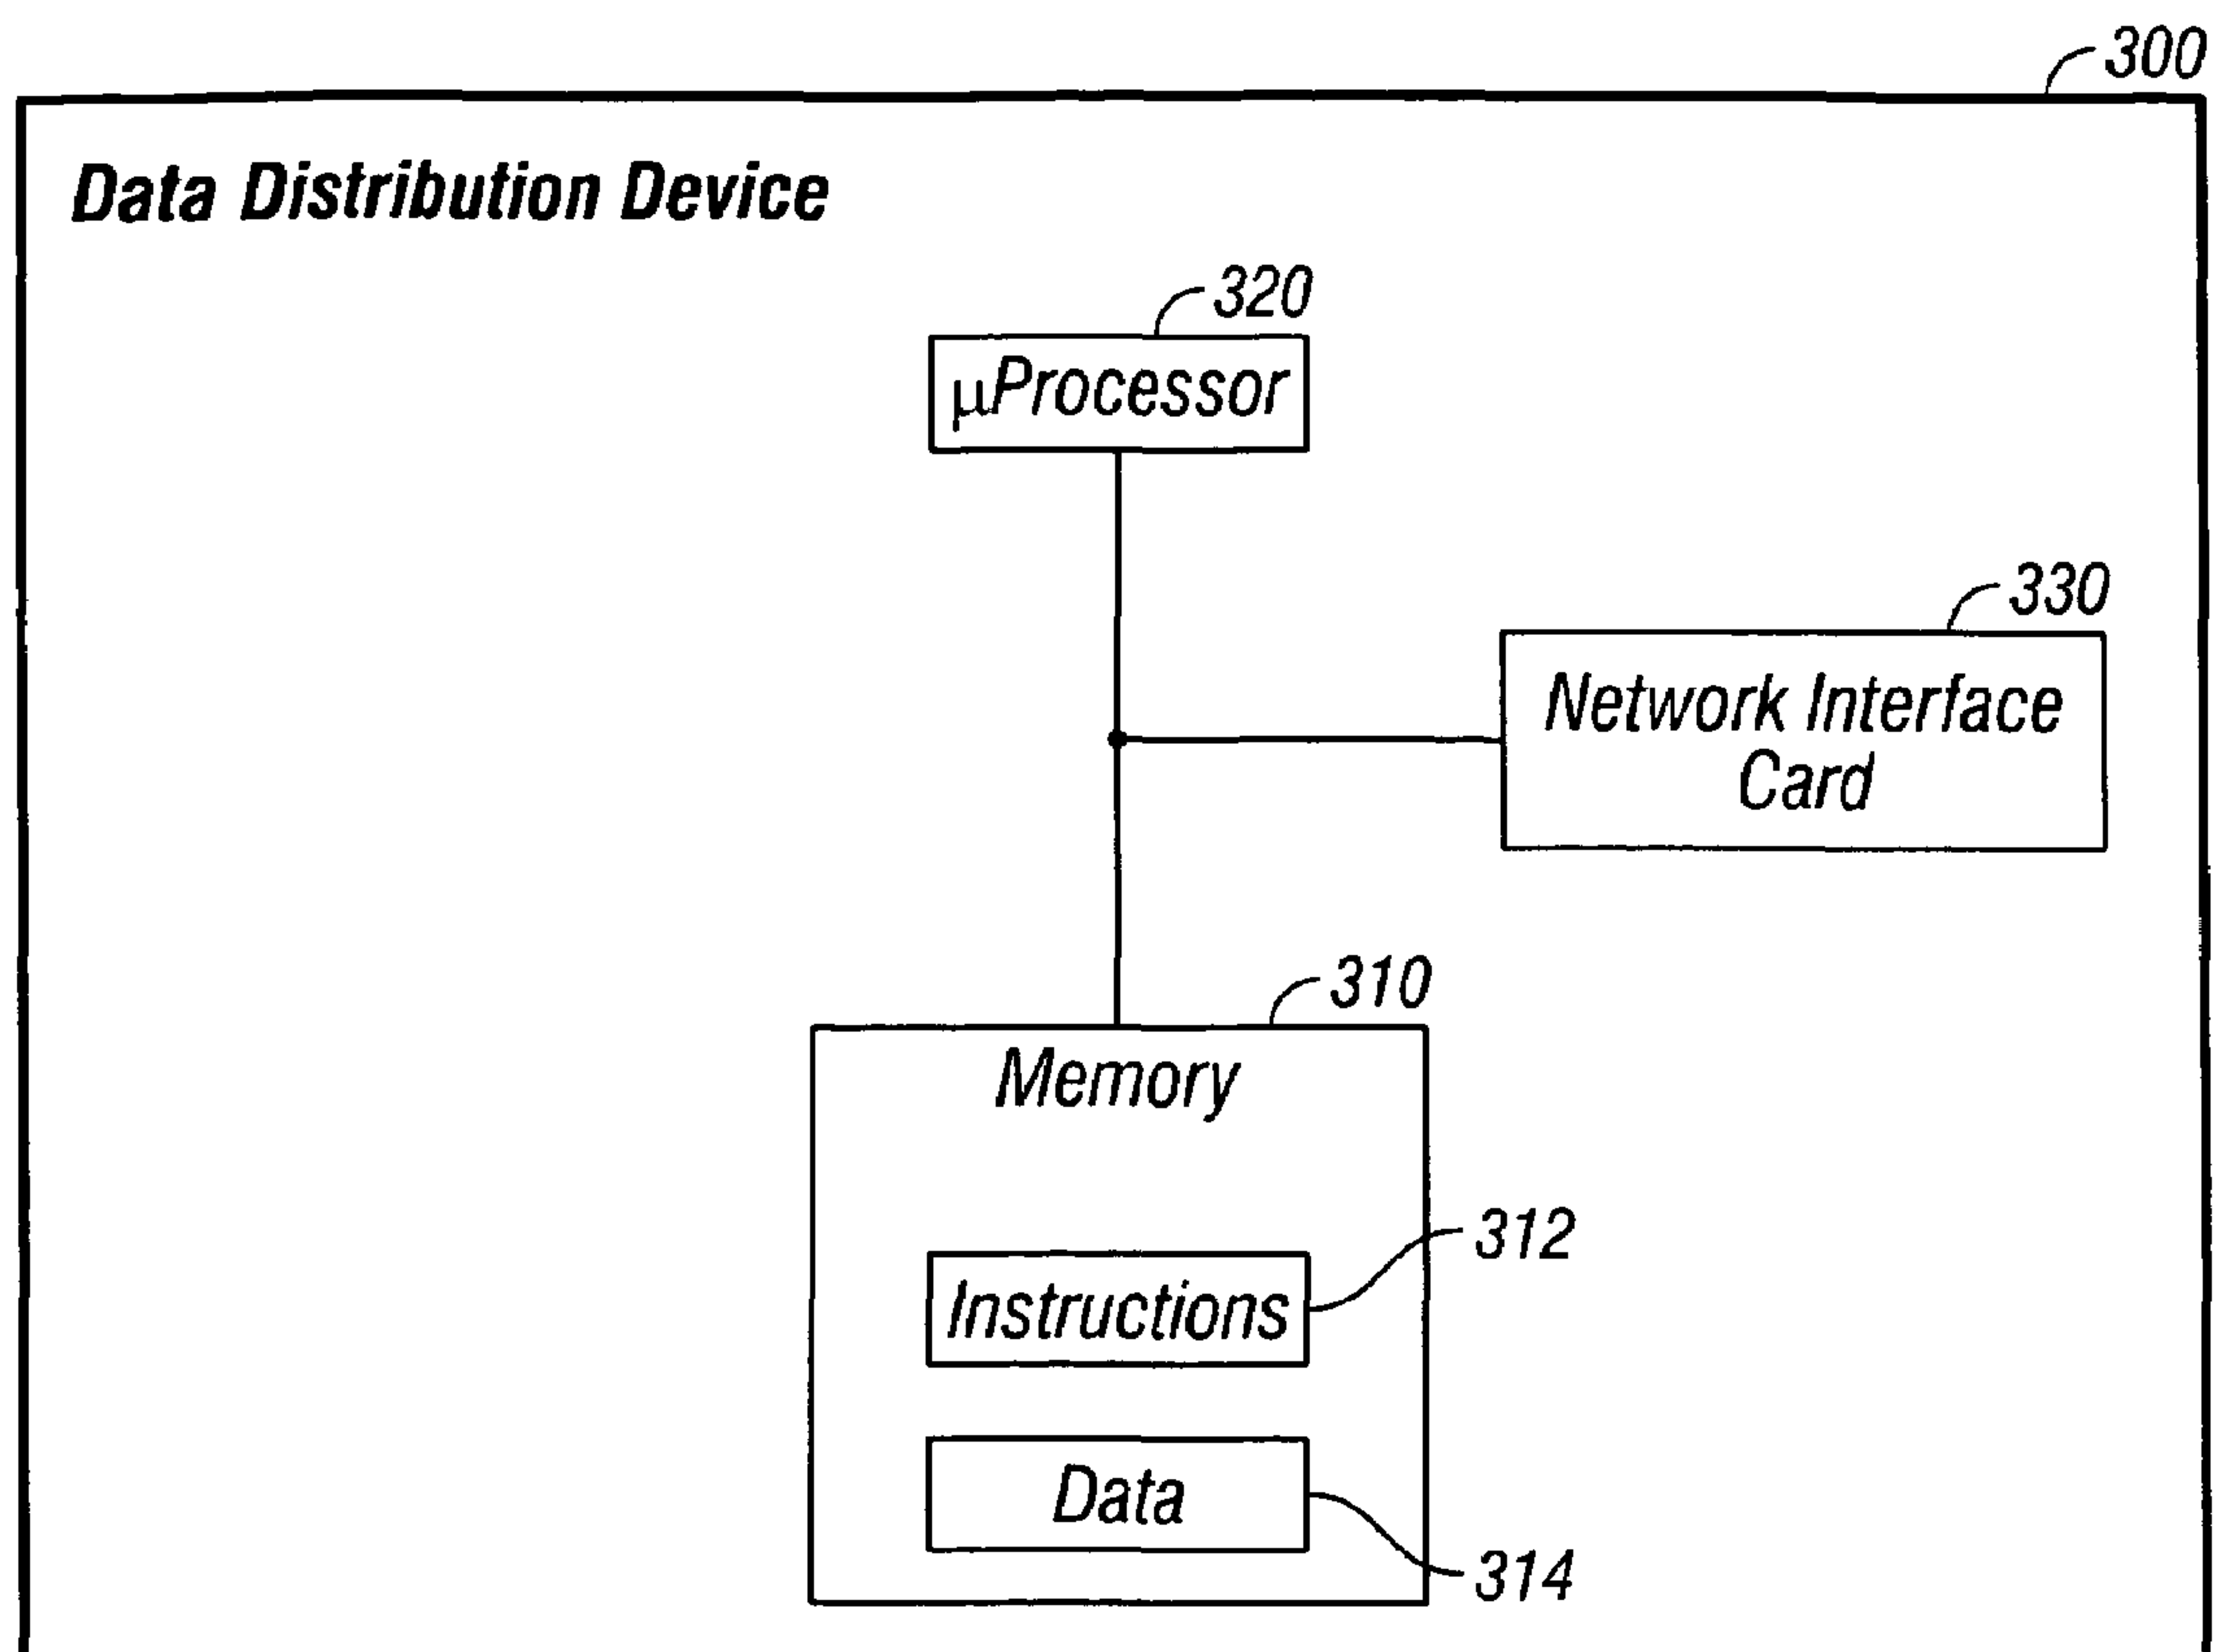 300
Data Distribution Device
320
µProcessor
330
Network Interface
Card
310
Memory
312
Instructions
Data
314